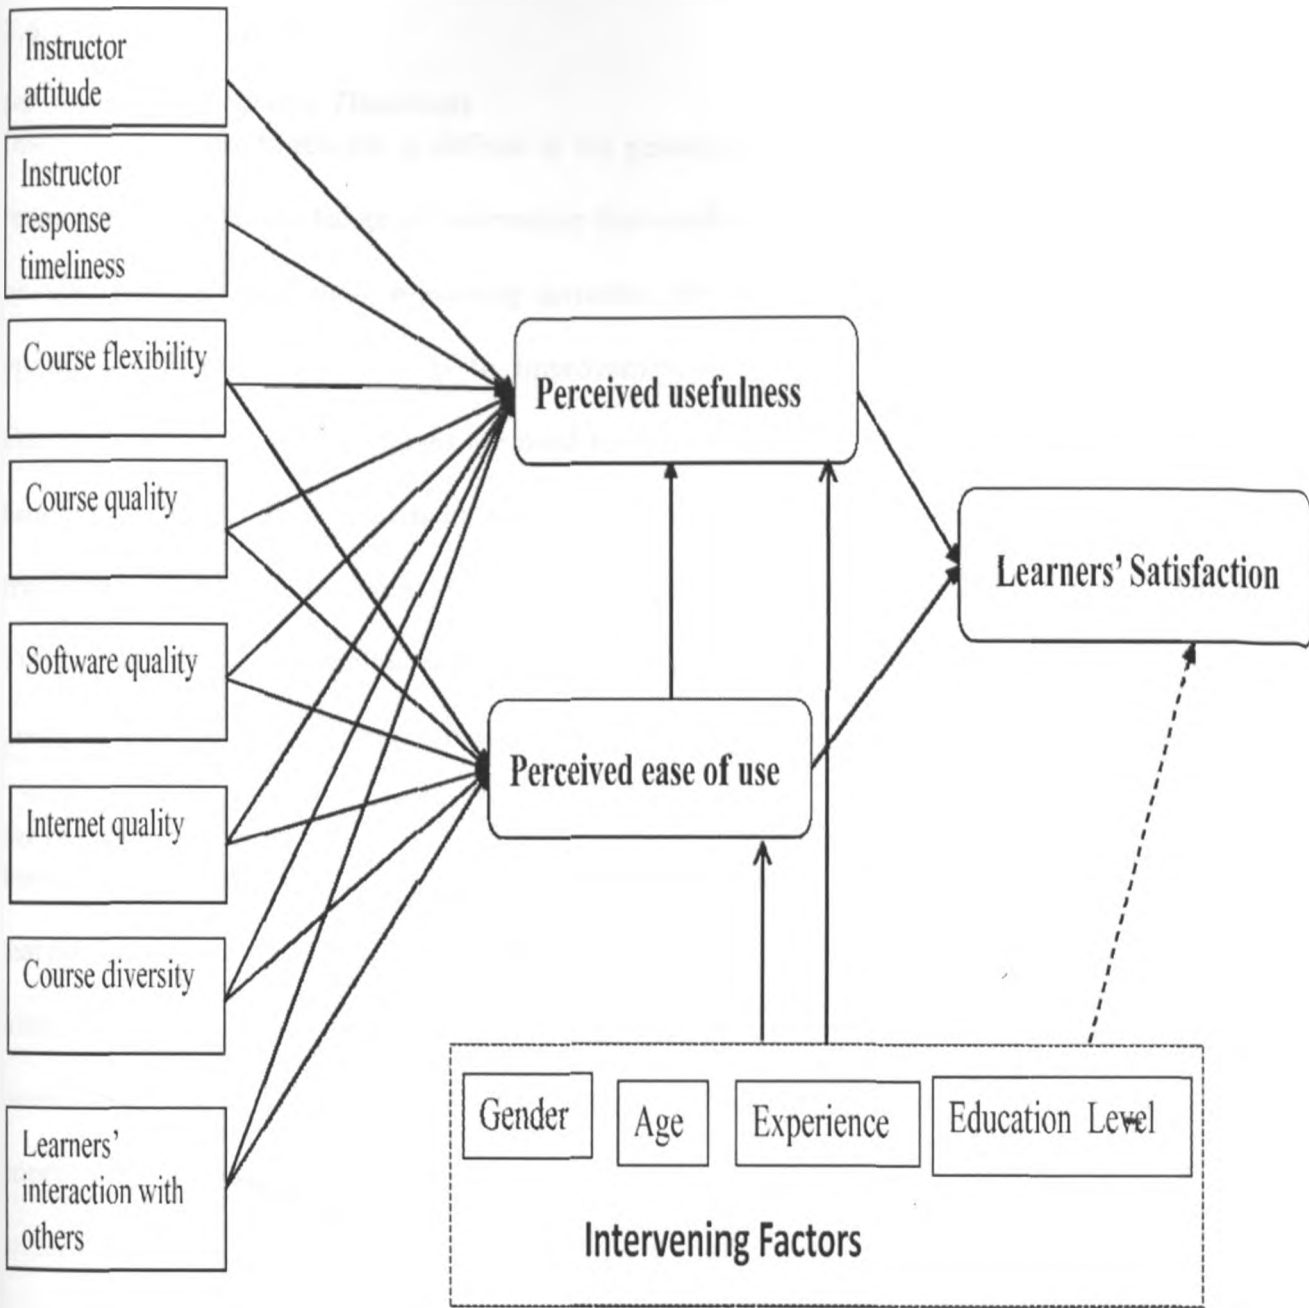 Instructor
attitude
Instructor
response
timeliness
Course flexibility
Course quality
Software quality
Internet quality
Course diversity
Learners'
interaction with
others
Perceived usefulness
Perceived ease of use
Learners' Satisfaction
Gender
Age
Experience
Education Level
Intervening Factors